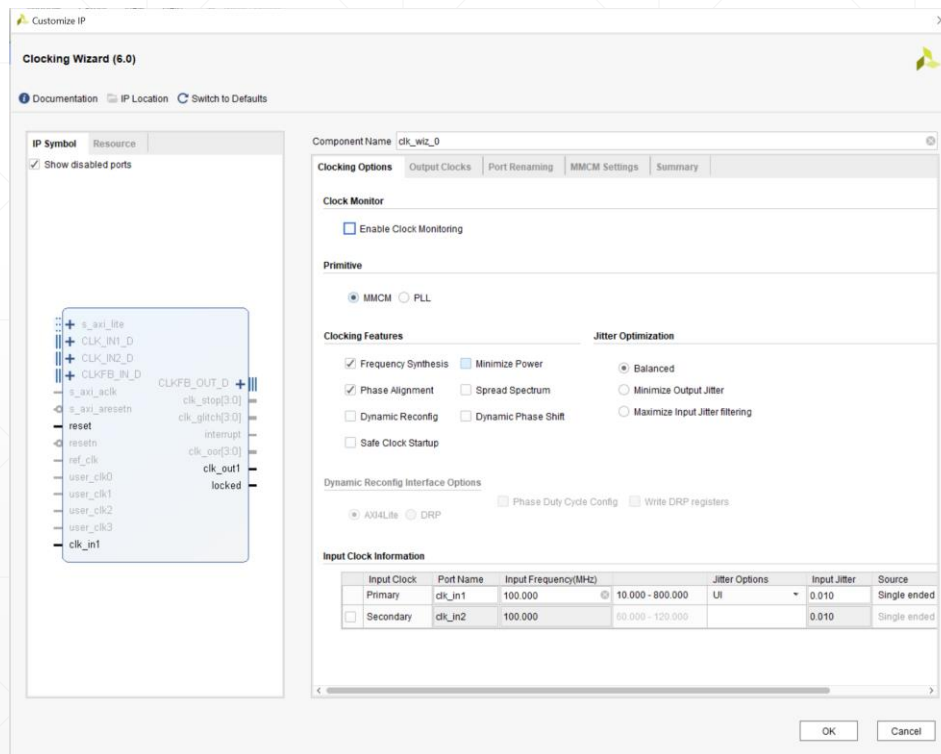 Customize IP
Clocking Wizard (6.0)
Documentation IP Location Switch to Defaults
IP Symbol Resource
Show disabled ports
s_axi_lite
CLK_IN1_D
CLK_IN2_D
CLKFB_IN_D
s_axi_aclk
s_axi_aresetn
reset
resetn
ref_clk
user_clk0
user_clk1
user_clk2
user_clk3
clk_in1
CLKFB_OUT_D
clk_stop[3:0]
clk_glitch[3:0]
interrupt
clk_oor[3:0]
clk_out1
locked
Component Name clk_wiz_0
Clocking Options Output Clocks Port Renaming MMCM Settings Summary
Clock Monitor
Enable Clock Monitoring
Primitive
MMCM PLL
Clocking Features Jitter Optimization
Frequency Synthesis Minimize Power Balanced
Phase Alignment Spread Spectrum Minimize Output Jitter
Dynamic Reconfig Dynamic Phase Shift Maximize Input Jitter filtering
Safe Clock Startup
Dynamic Reconfig Interface Options
Phase Duty Cycle Config Write DRP registers
AXI4Lite DRP
Input Clock Information
Input Clock Port Name Input Frequency(MHz) Jitter Options Input Jitter Source
Primary clk_in1 100.000 10.000 - 800.000 UI 0.010 Single ended
Secondary clk_in2 100.000 60.000 - 120.000 0.010 Single ended
OK Cancel